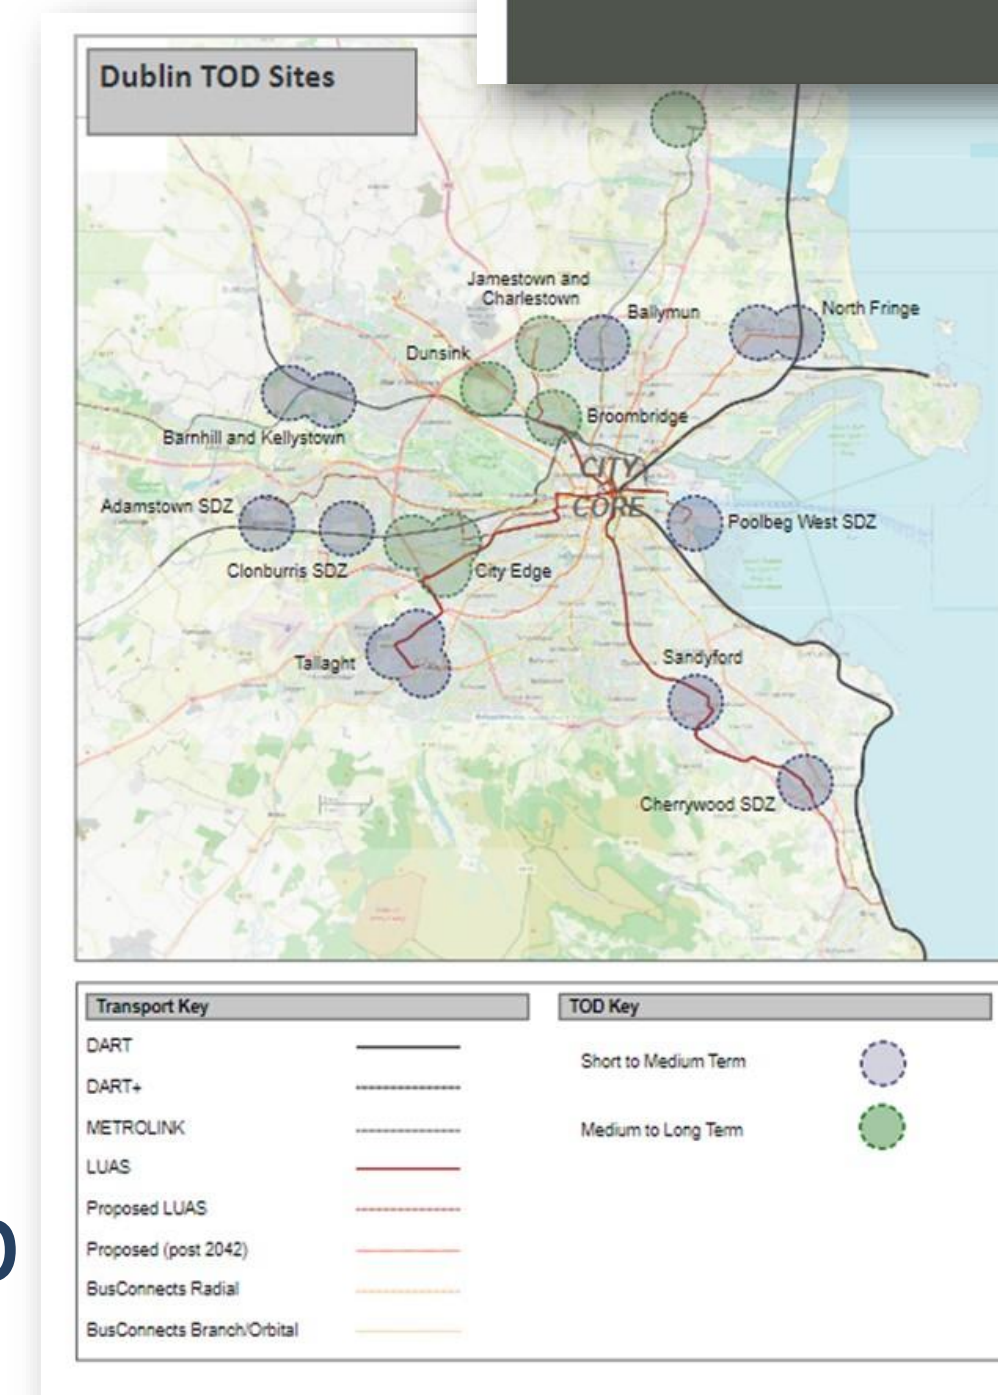 Dublin TOD Sites
Jamestown and
Charlestown
Ballymun
North Fringe
Dunsink
Broombridge
Barnhill and Kellystown
CITY
CORE
Adamstown SDZ
Poolbeg West SDZ
Clonburris SDZ
City Edge
Sandyford
Tallaght
Cherrywood SDZ
Transport Key
DART
DART+
METROLINK
LUAS
Proposed LUAS
Proposed (post 2042)
BusConnects Radial
BusConnects Branch/Orbital
TOD Key
Short to Medium Term
Medium to Long Term